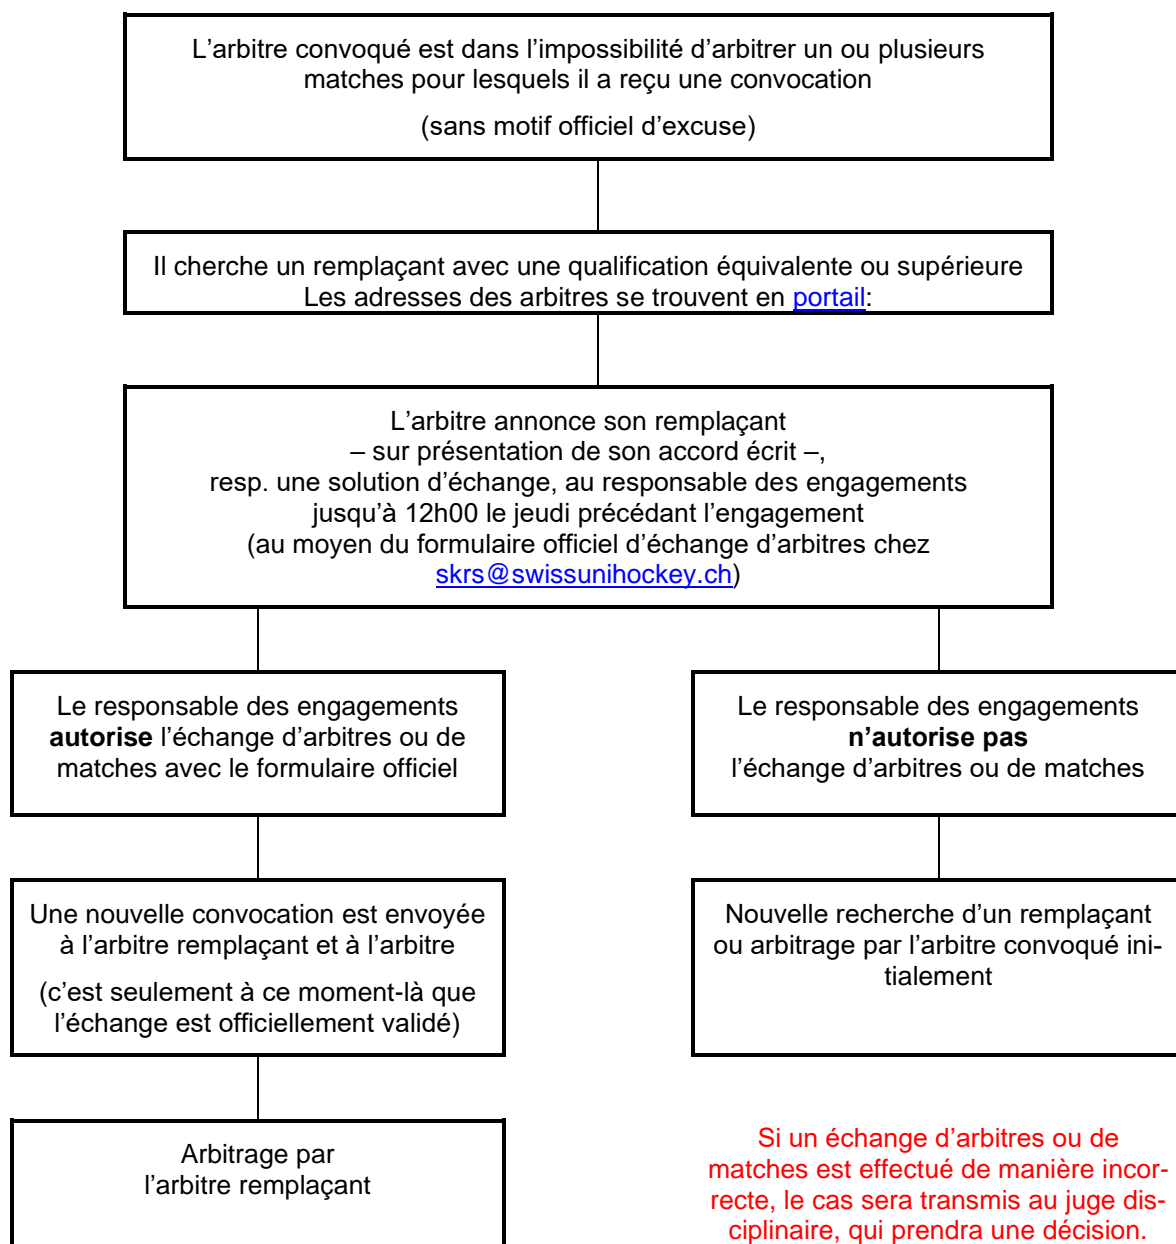 L’arbitre convoqué est dans l’impossibilité d’arbitrer un ou plusieurs
matches pour lesquels il a reçu une convocation
(sans motif officiel d’excuse)
Il cherche un remplaçant avec une qualification équivalente ou supérieure
Les adresses des arbitres se trouvent en portail:
L’arbitre annonce son remplaçant
– sur présentation de son accord écrit –,
resp. une solution d’échange, au responsable des engagements
jusqu’à 12h00 le jeudi précédant l’engagement
(au moyen du formulaire officiel d’échange d’arbitres chez
skrs@swissunihockey.ch)
Le responsable des engagements
autorise l’échange d’arbitres ou de
matches avec le formulaire officiel
Le responsable des engagements
n’autorise pas
l’échange d’arbitres ou de matches
Une nouvelle convocation est envoyée
à l’arbitre remplaçant et à l’arbitre
(c’est seulement à ce moment-là que
l’échange est officiellement validé)
Nouvelle recherche d’un remplaçant
ou arbitrage par l’arbitre convoqué ini-
tialement
Arbitrage par
l’arbitre remplaçant
Si un échange d’arbitres ou de
matches est effectué de manière incor-
recte, le cas sera transmis au juge dis-
ciplinaire, qui prendra une décision.